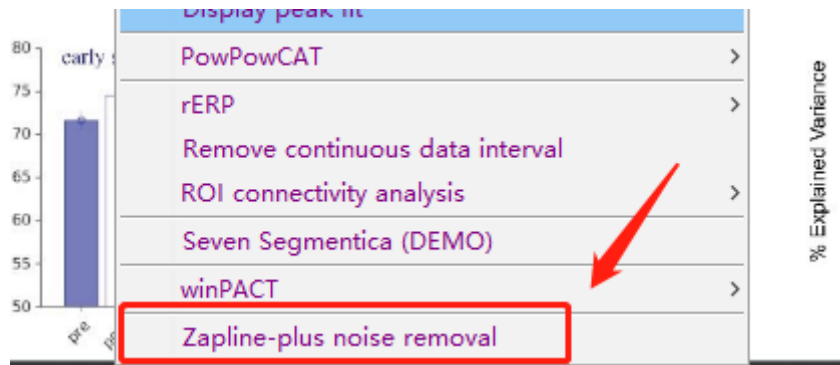 Display peak fit
80
early
PowPowCAT
75
rERP
70
Remove continuous data interval
65
ROI connectivity analysis
60
Seven Segmentica (DEMO)
55
winPACT
50
pre
Zapline-plus noise removal
% Explained Variance